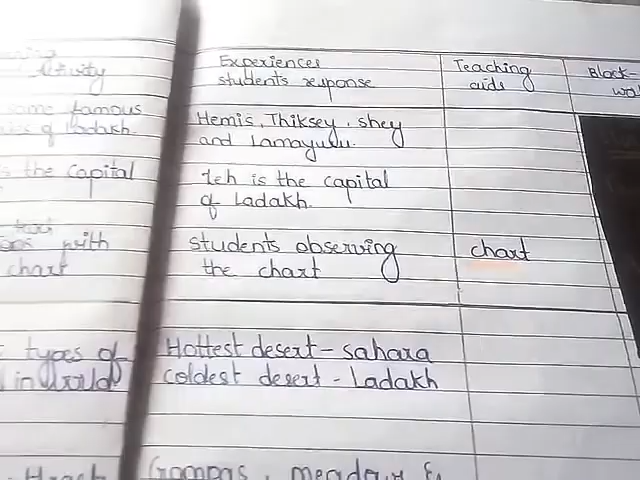 Activity
some famous
of Ladakh.
the capital
with
chart
types of
in world
Experiences
students response
Teaching
aids
Block-
Hemis, Thiksey, shey
and Lamayuru.
Leh is the capital
of Ladakh.
students observing
the chart
chart
Hottest desert - sahara
coldest desert - Ladakh
Gompas, meadows &